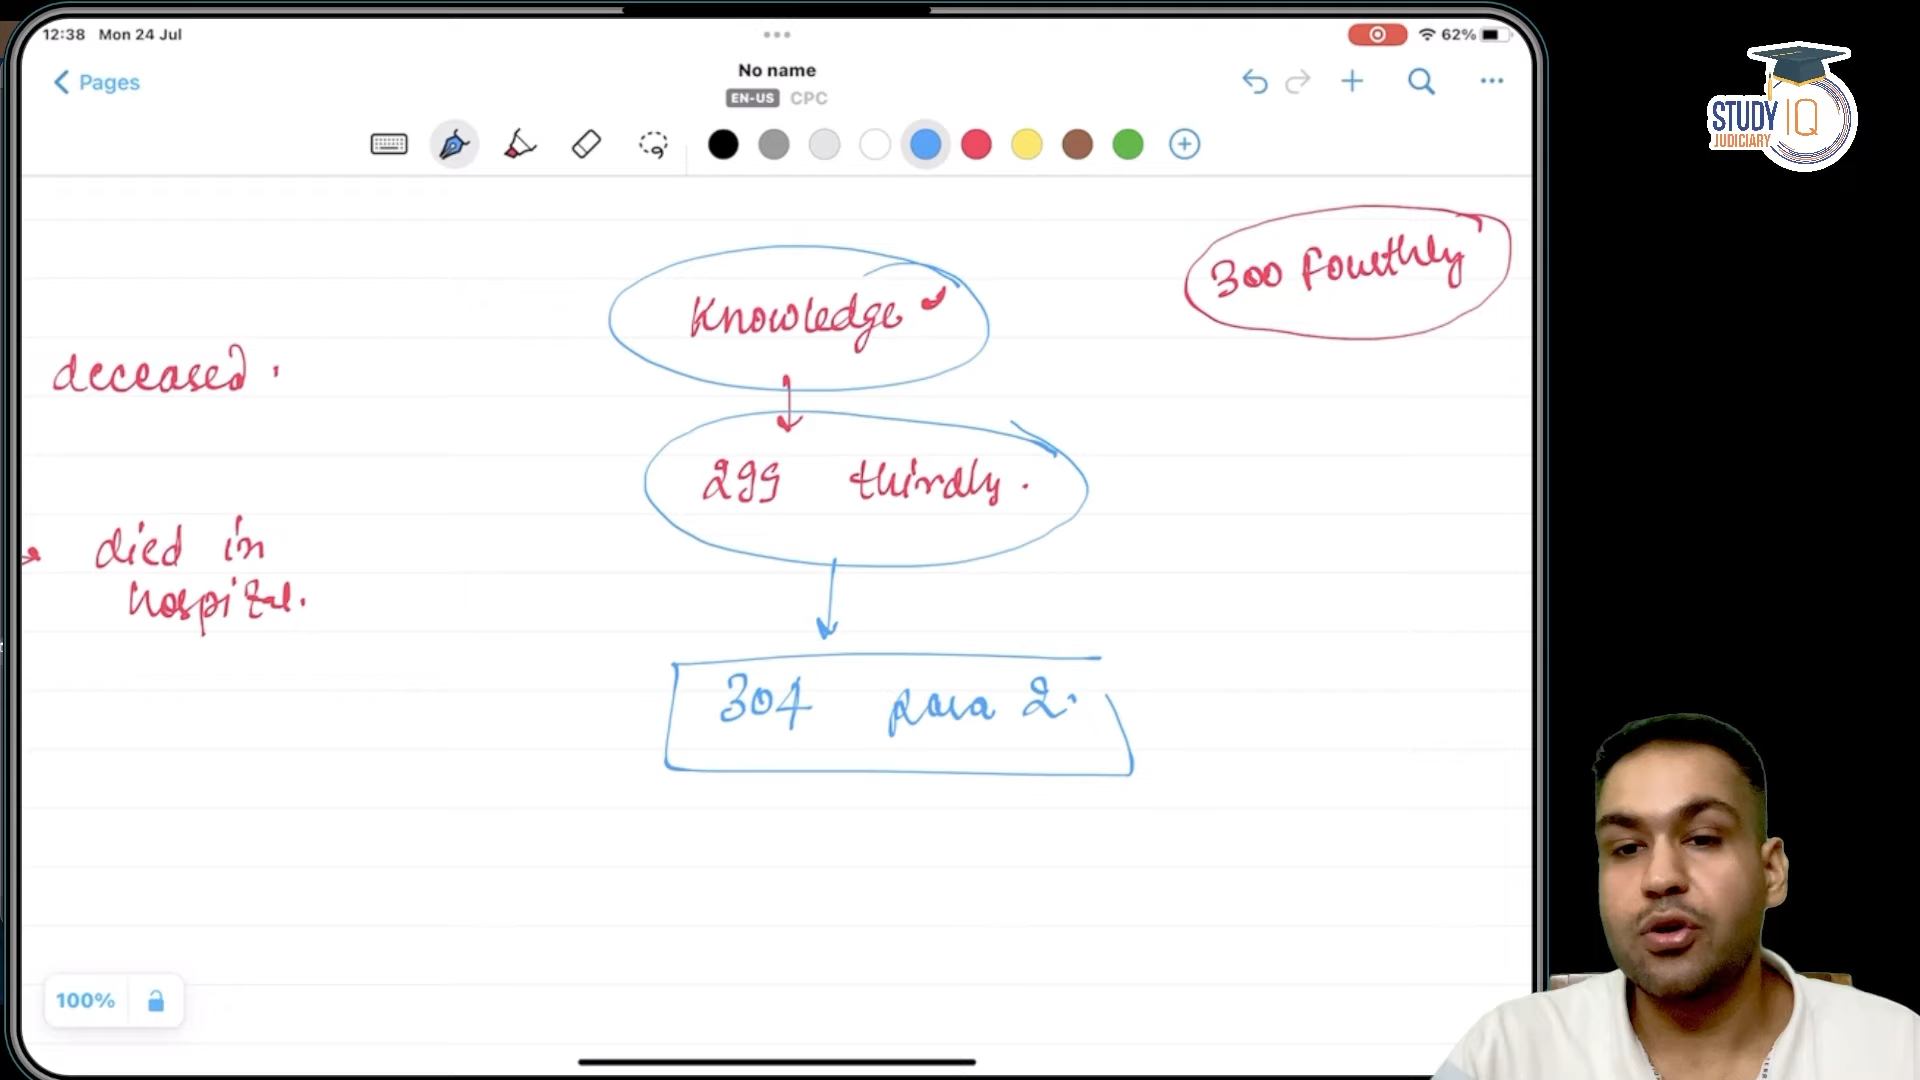 12:38 Mon 24 Jul
62%
Pages
No name
EN-US CPC
STUDY IQ
JUDICIARY
300 Fourthly
Knowledge
deceased.
299 thirdly.
died in
hospital.
304 para 2.
100%